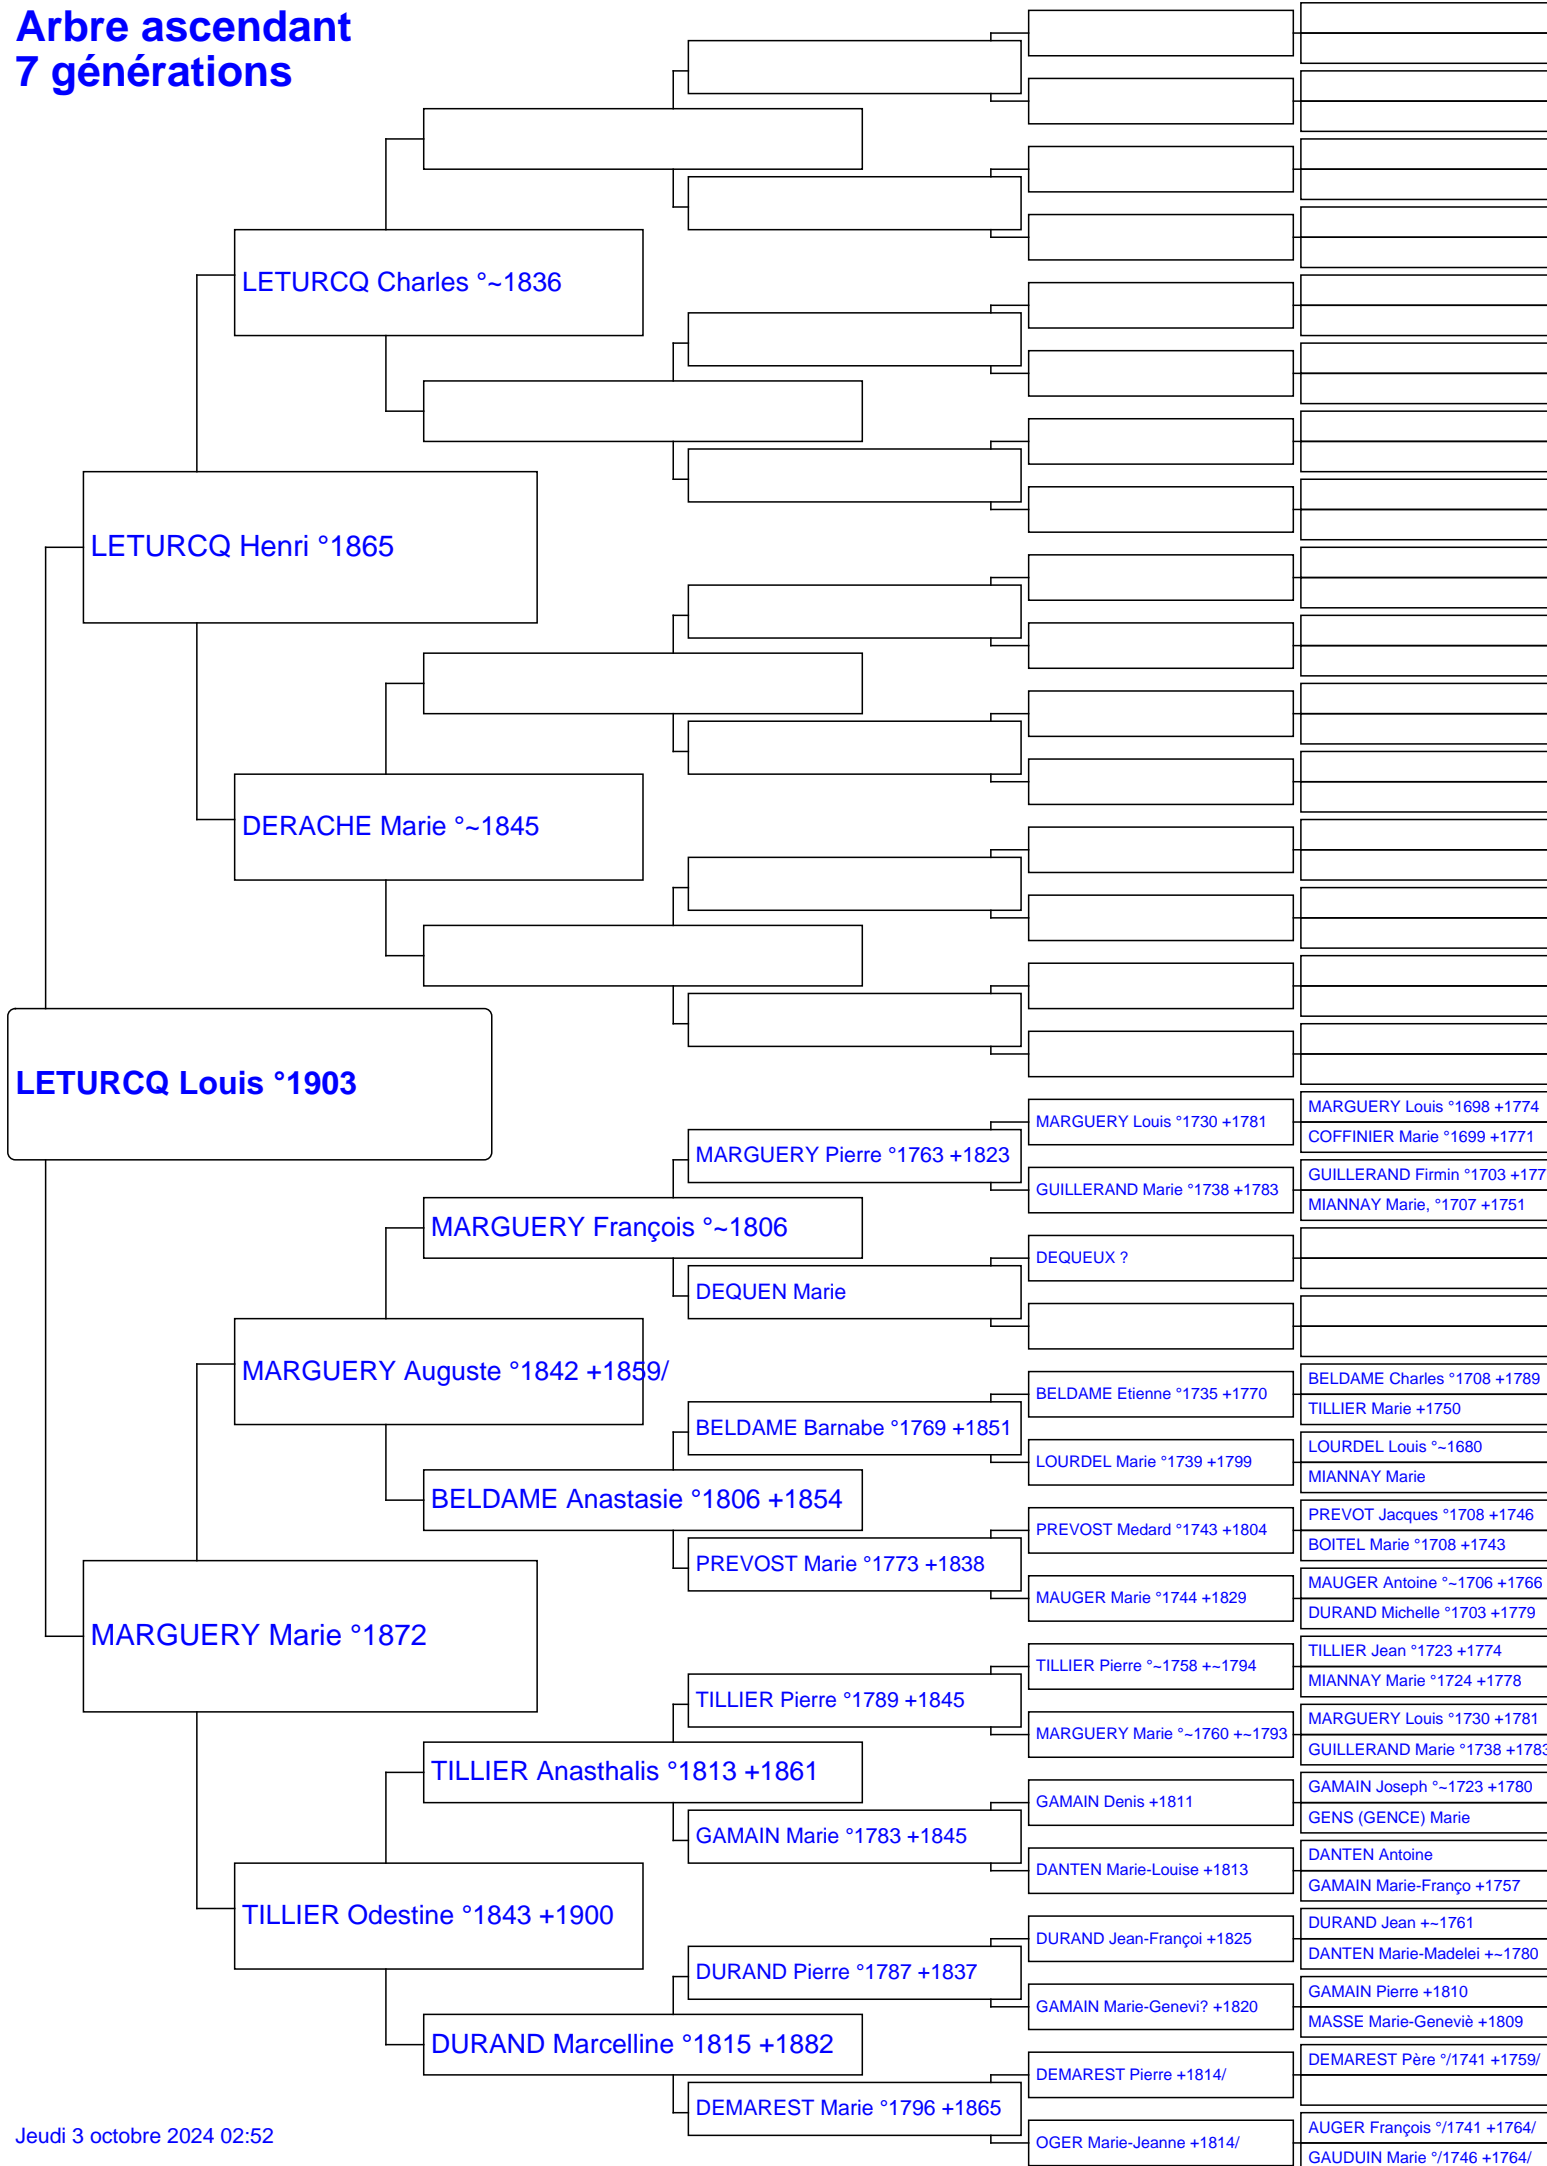 Arbre ascendant
7 générations
LETURCQ Charles °~1836
LETURCQ Henri °1865
DERACHE Marie °~1845
LETURCQ Louis °1903
MARGUERY Louis °1698 +1774
MARGUERY Louis °1730 +1781
COFFINIER Marie °1699 +1771
MARGUERY Pierre °1763 +1823
GUILLERAND Firmin °1703 +177
GUILLERAND Marie °1738 +1783
MIANNAY Marie, °1707 +1751
MARGUERY François °~1806
DEQUEUX ?
DEQUEN Marie
MARGUERY Auguste °1842 +1859/
BELDAME Charles °1708 +1789
BELDAME Etienne °1735 +1770
TILLIER Marie +1750
BELDAME Barnabe °1769 +1851
LOURDEL Louis °~1680
LOURDEL Marie °1739 +1799
MIANNAY Marie
BELDAME Anastasie °1806 +1854
PREVOT Jacques °1708 +1746
PREVOST Medard °1743 +1804
BOITEL Marie °1708 +1743
PREVOST Marie °1773 +1838
MAUGER Antoine °~1706 +1766
MAUGER Marie °1744 +1829
DURAND Michelle °1703 +1779
MARGUERY Marie °1872
TILLIER Jean °1723 +1774
TILLIER Pierre °~1758 +~1794
MIANNAY Marie °1724 +1778
TILLIER Pierre °1789 +1845
MARGUERY Louis °1730 +1781
MARGUERY Marie °~1760 +~1793
GUILLERAND Marie °1738 +1783
TILLIER Anasthalis °1813 +1861
GAMAIN Joseph °~1723 +1780
GAMAIN Denis +1811
GENS (GENCE) Marie
GAMAIN Marie °1783 +1845
DANTEN Antoine
DANTEN Marie-Louise +1813
GAMAIN Marie-Franço +1757
TILLIER Odestine °1843 +1900
DURAND Jean +~1761
DURAND Jean-Françoi +1825
DANTEN Marie-Madelei +~1780
DURAND Pierre °1787 +1837
GAMAIN Pierre +1810
GAMAIN Marie-Genevi? +1820
MASSE Marie-Geneviè +1809
DURAND Marcelline °1815 +1882
DEMAREST Père °/1741 +1759/
DEMAREST Pierre +1814/
DEMAREST Marie °1796 +1865
AUGER François °/1741 +1764/
OGER Marie-Jeanne +1814/
GAUDUIN Marie °/1746 +1764/
Jeudi 3 octobre 2024 02:52